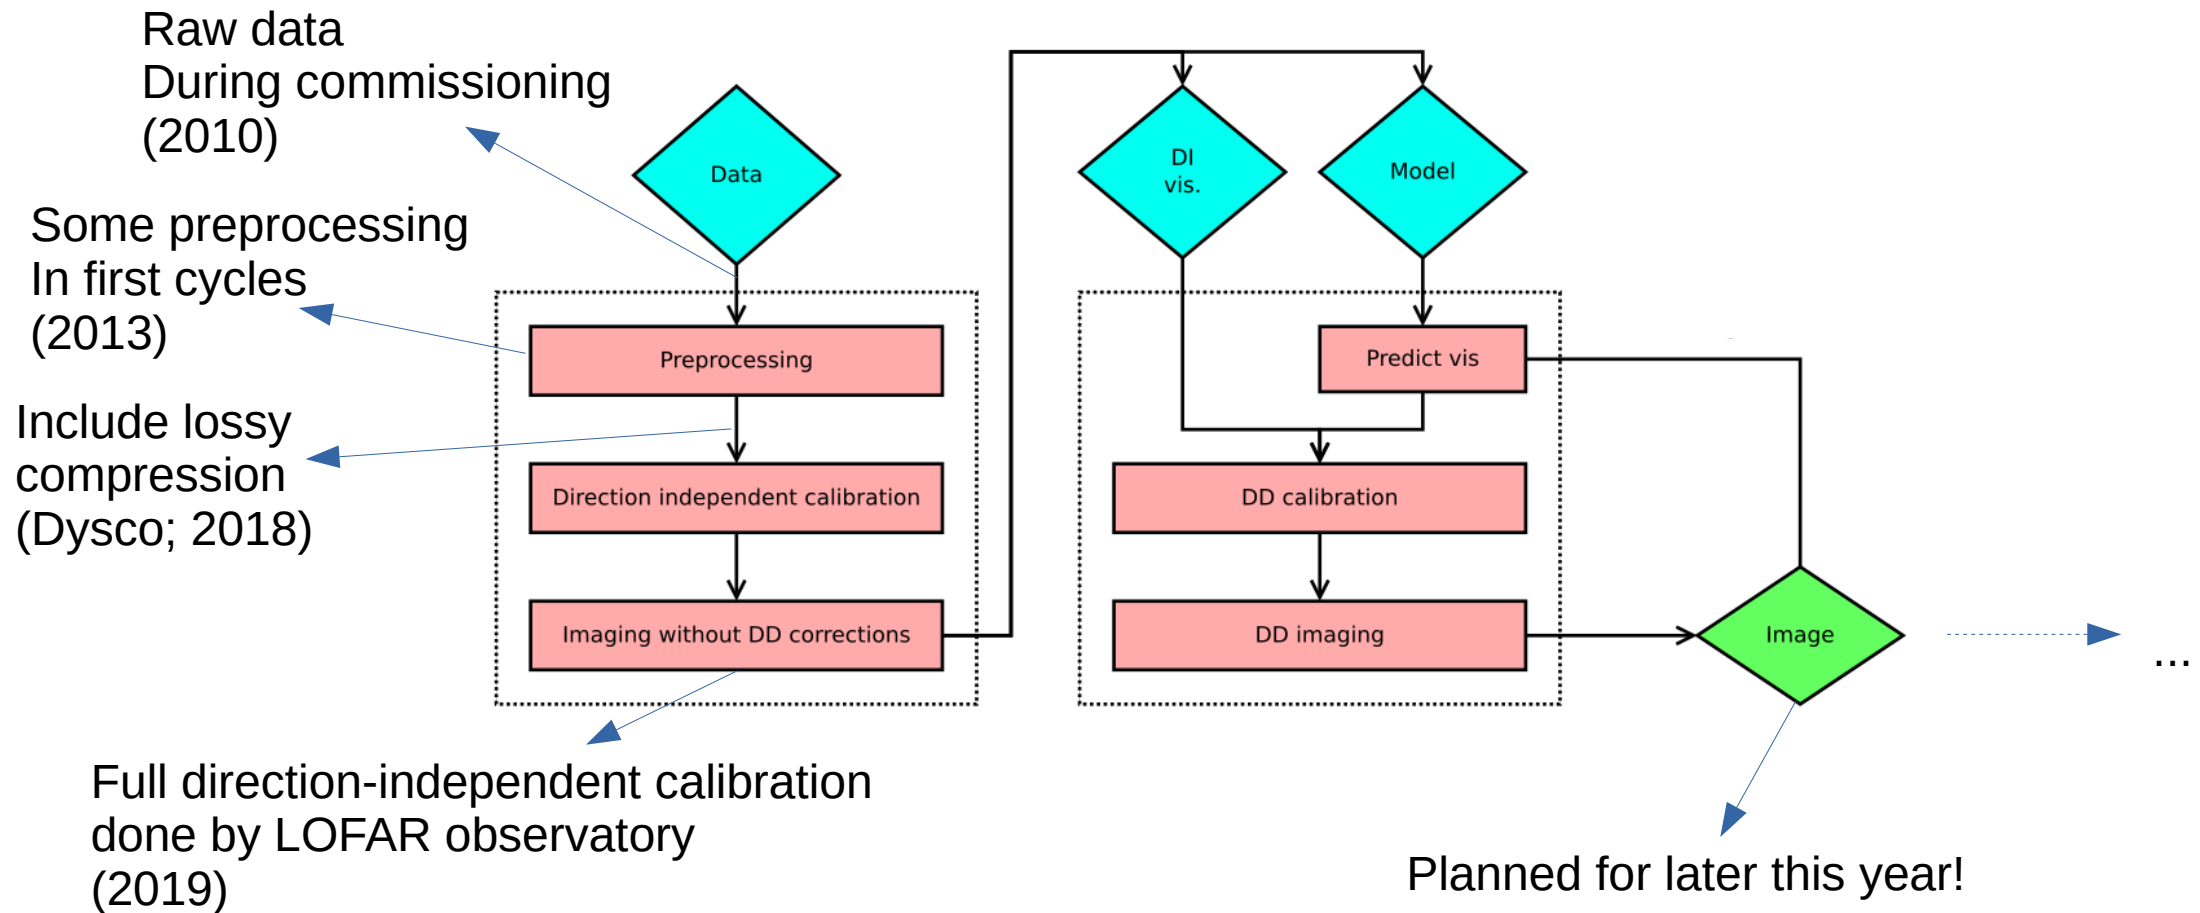 Raw data
During commissioning
(2010)
Some preprocessing
In first cycles
(2013)
Include lossy
compression
(Dysco; 2018)
Data
Preprocessing
Direction independent calibration
Imaging without DD corrections
Full direction-independent calibration
done by LOFAR observatory
(2019)
DI
vis.
Model
Predict vis
DD calibration
DD imaging
Image
...
Planned for later this year!